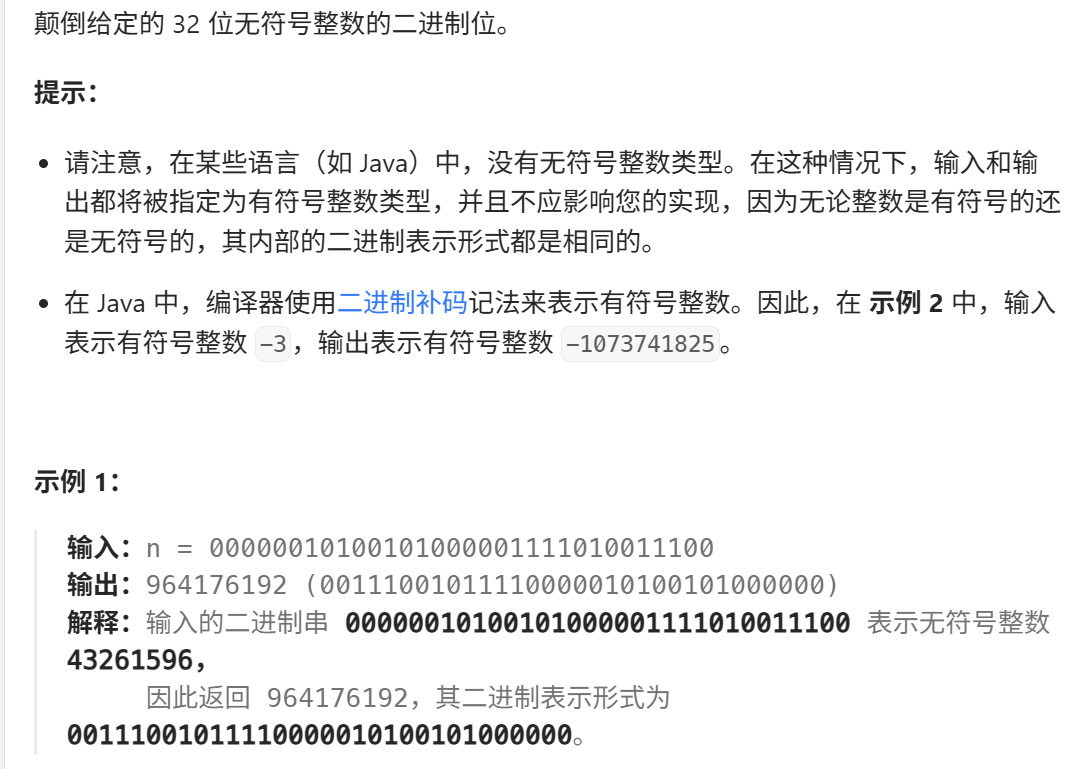 颠倒给定的 32 位无符号整数的二进制位。
提示：
• 请注意，在某些语言（如 Java）中，没有无符号整数类型。在这种情况下，输入和输
出都将被指定为有符号整数类型，并且不应影响您的实现，因为无论整数是有符号的还
是无符号的，其内部的二进制表示形式都是相同的。
• 在 Java 中，编译器使用二进制补码记法来表示有符号整数。因此，在 示例 2 中，输入
表示有符号整数 -3，输出表示有符号整数 -1073741825。
示例 1：
输入：n = 00000010100101000001111010011100
输出：964176192 (00111001011110000010100101000000)
解释：输入的二进制串 00000010100101000001111010011100 表示无符号整数
43261596，
因此返回 964176192，其二进制表示形式为
00111001011110000010100101000000。